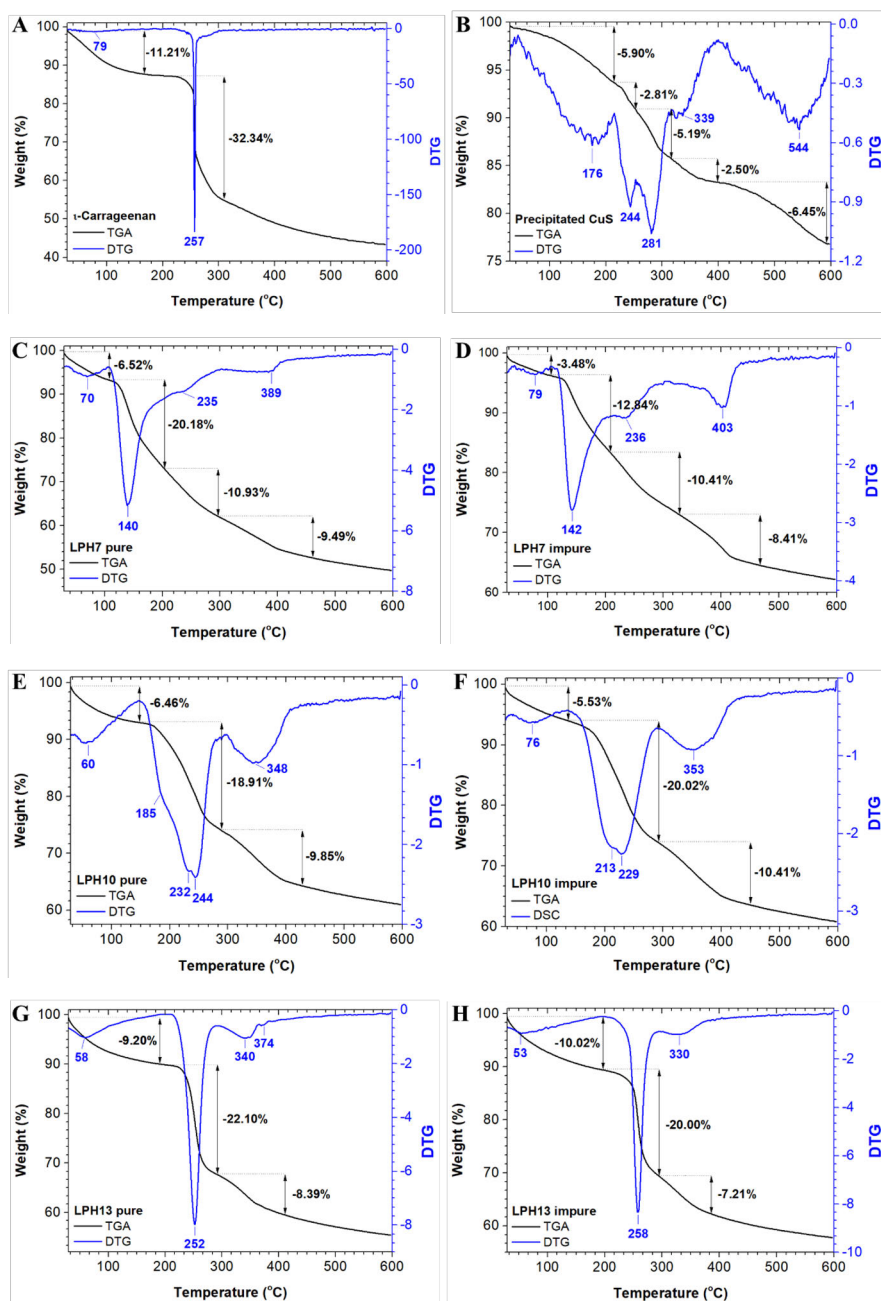 A
79
-11.21%
-32.34%
257
ι-Carrageenan
TGA
DTG
Weight (%)
100
90
80
70
60
50
40
0
-50
-100
-150
-200
DTG
100 200 300 400 500 600
Temperature (°C)
B
-5.90%
-2.81%
-5.19%
-2.50%
-6.45%
176
244
281
339
544
Precipitated CuS
TGA
DTG
Weight (%)
100
95
90
85
80
75
0.0
-0.3
-0.6
-0.9
-1.2
DTG
100 200 300 400 500 600
Temperature (°C)
C
-6.52%
-20.18%
-10.93%
-9.49%
70
140
235
389
LPH7 pure
TGA
DTG
Weight (%)
100
90
80
70
60
50
0
-2
-4
-6
-8
DTG
100 200 300 400 500 600
Temperature (°C)
D
-3.48%
-12.84%
-10.41%
-8.41%
79
142
236
403
LPH7 impure
TGA
DTG
Weight (%)
100
90
80
70
60
0
-1
-2
-3
-4
DTG
100 200 300 400 500 600
Temperature (°C)
E
-6.46%
-18.91%
-9.85%
60
185
232
244
348
LPH10 pure
TGA
DTG
Weight (%)
100
90
80
70
60
0
-1
-2
-3
DTG
100 200 300 400 500 600
Temperature (°C)
F
-5.53%
-20.02%
-10.41%
76
213
229
353
LPH10 impure
TGA
DSC
Weight (%)
100
90
80
70
60
0
-1
-2
-3
DTG
100 200 300 400 500 600
Temperature (°C)
G
-9.20%
-22.10%
-8.39%
58
252
340
374
LPH13 pure
TGA
DTG
Weight (%)
100
90
80
70
60
0
-2
-4
-6
-8
DTG
100 200 300 400 500 600
Temperature (°C)
H
-10.02%
-20.00%
-7.21%
53
258
330
LPH13 impure
TGA
DTG
Weight (%)
100
90
80
70
60
0
-2
-4
-6
-8
-10
DTG
100 200 300 400 500 600
Temperature (°C)